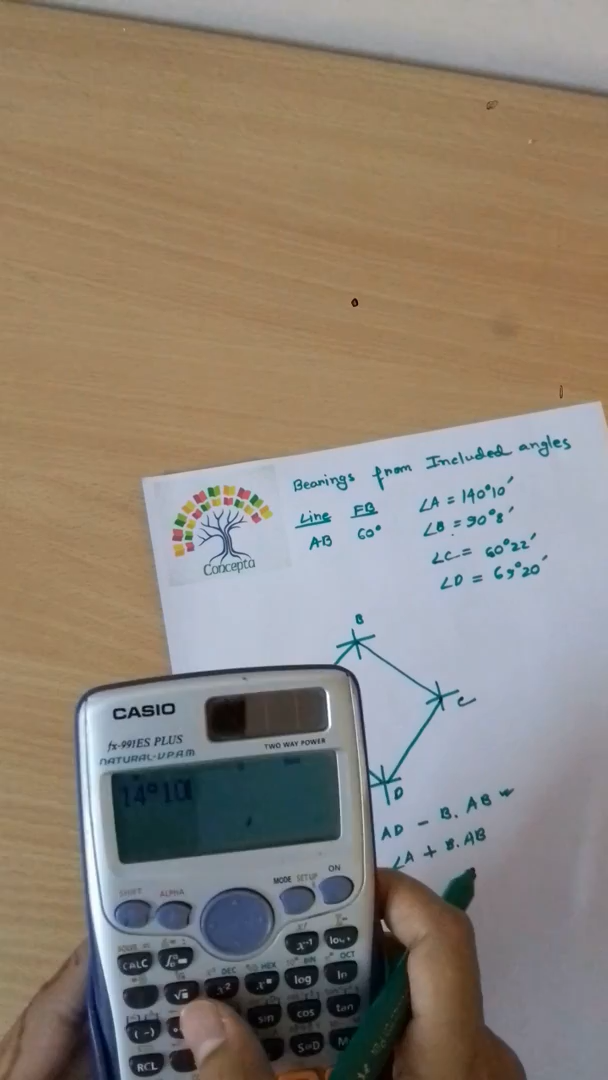 Bearings from Included angles
Line FB
AB 60°
∠A = 140°10'
∠B = 90°8'
∠C = 60°22'
∠D = 69°20'
Concepta
B
C
D
AD - B. AB
∠A + B. AB
CASIO
fx-991ES PLUS
NATURAL-V.P.A.M.
TWO WAY POWER
14°10
SHIFT ALPHA MODE SETUP ON
CALC x⁻¹
√ x² log ln
(-) sin cos tan
RCL S⇔D